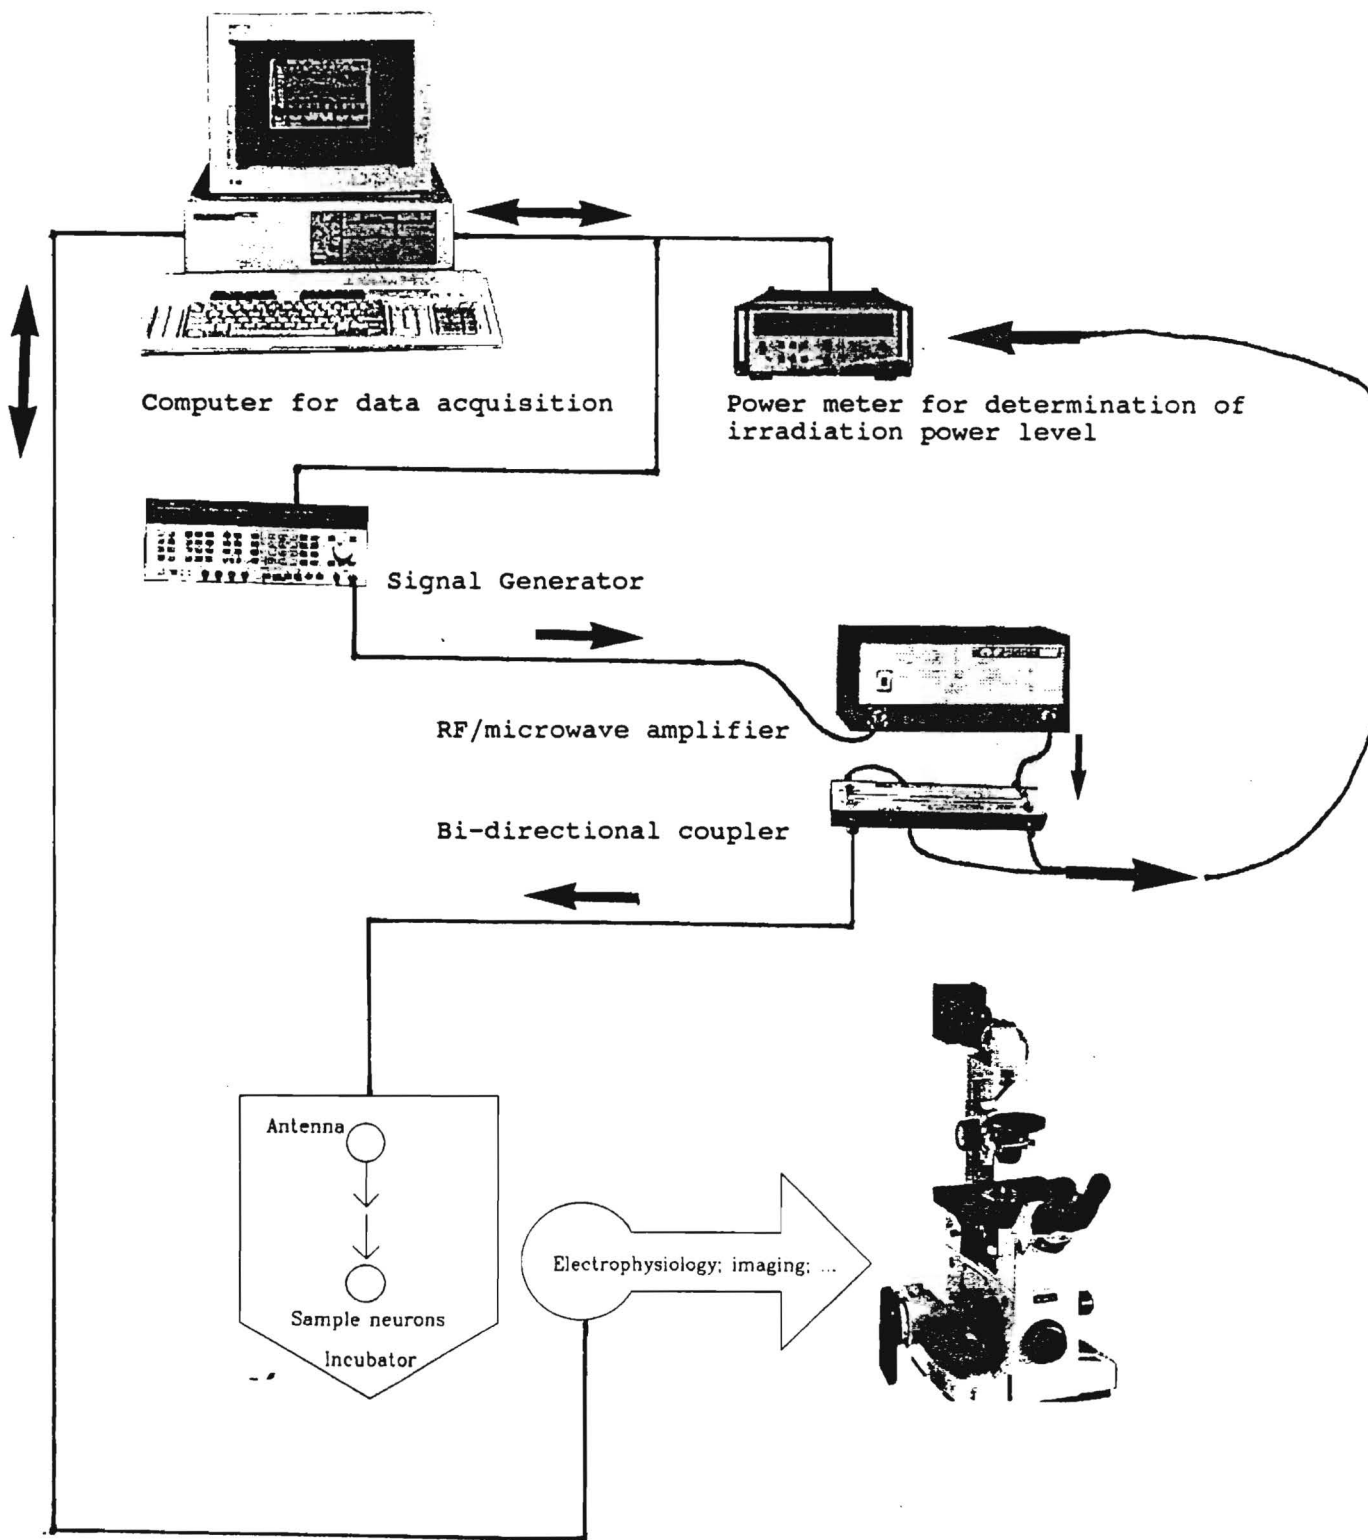 Computer for data acquisition
Power meter for determination of
irradiation power level
Signal Generator
RF/microwave amplifier
Bi-directional coupler
Antenna
Sample neurons
Incubator
Electrophysiology; imaging; ...